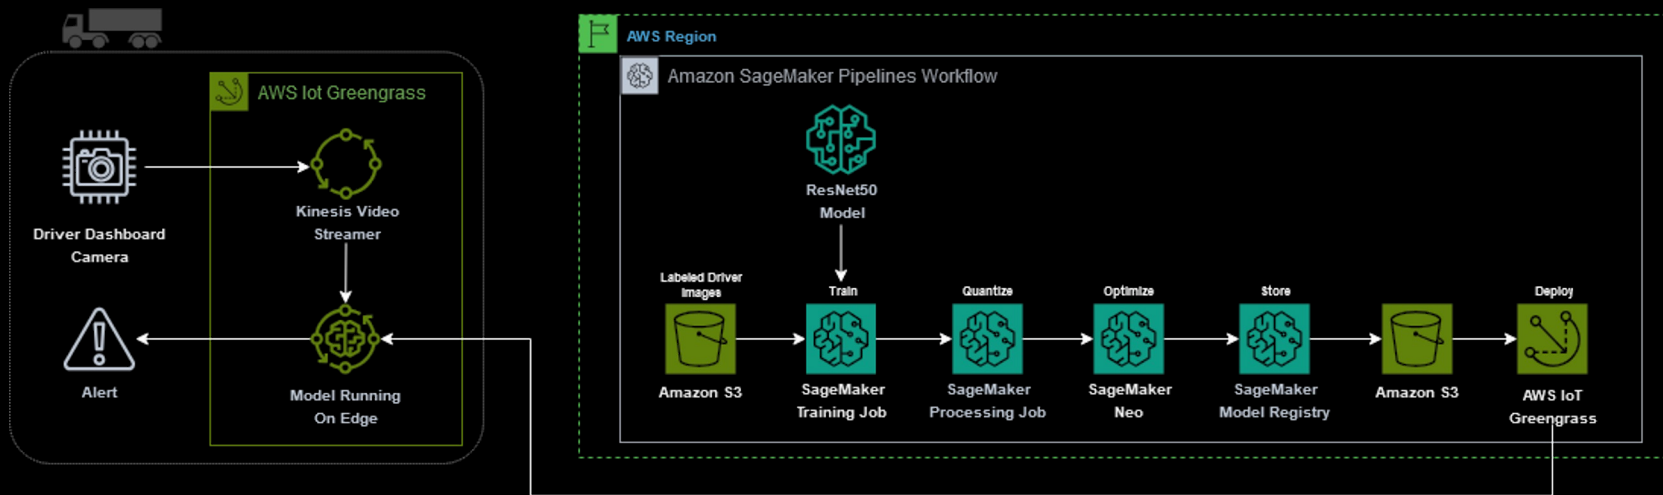 AWS Region
Amazon SageMaker Pipelines Workflow
AWS Iot Greengrass
Driver Dashboard
Camera
Kinesis Video
Streamer
Alert
Model Running
On Edge
ResNet50
Model
Labeled Driver
Images
Amazon S3
Train
SageMaker
Training Job
Quantize
SageMaker
Processing Job
Optimize
SageMaker
Neo
Store
SageMaker
Model Registry
Amazon S3
Deploy
AWS IoT
Greengrass